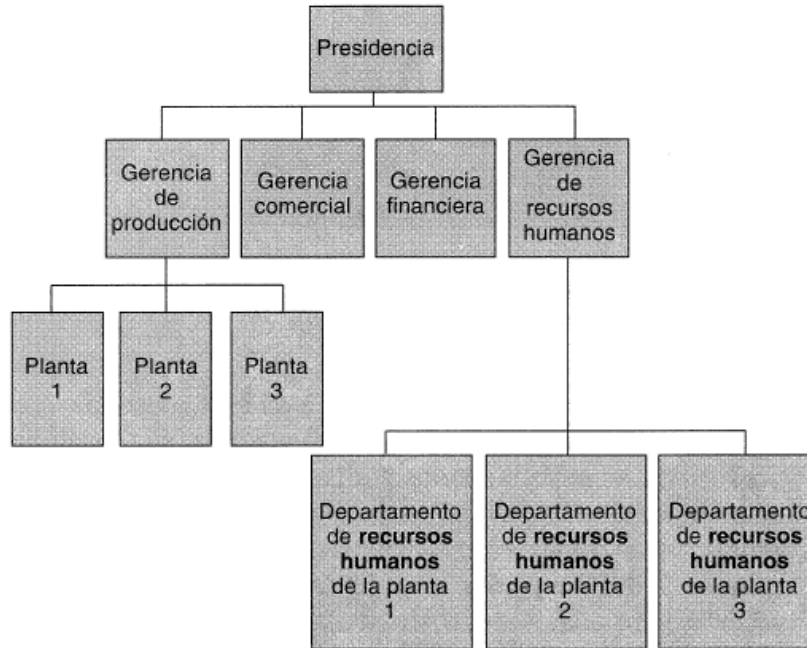 Presidencia
Gerencia
de
producción
Gerencia
comercial
Gerencia
financiera
Gerencia
de
recursos
humanos
Planta
1
Planta
2
Planta
3
Departamento
de recursos
humanos
de la planta
1
Departamento
de recursos
humanos
de la planta
2
Departamento
de recursos
humanos
de la planta
3